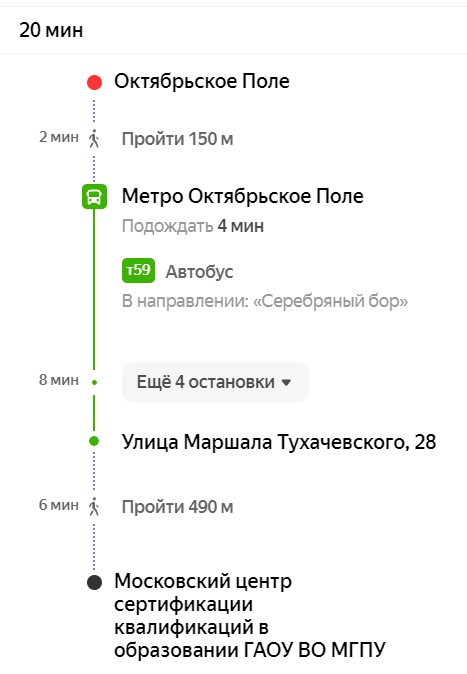 20 мин
Октябрьское Поле
2 мин Пройти 150 м
Метро Октябрьское Поле
Подождать 4 мин
т59 Автобус
В направлении: «Серебряный бор»
8 мин Ещё 4 остановки
Улица Маршала Тухачевского, 28
6 мин Пройти 490 м
Московский центр
сертификации
квалификаций в
образовании ГАОУ ВО МГПУ